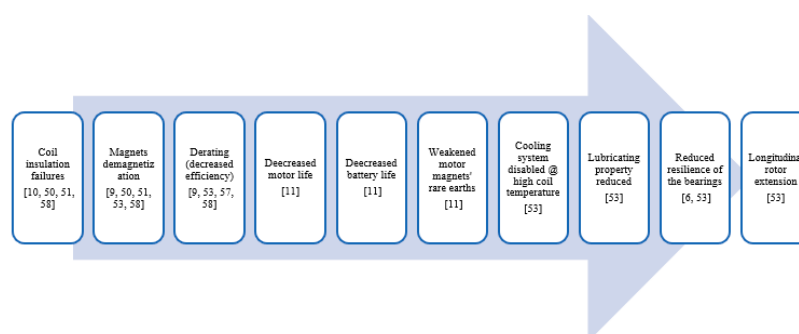 Coil
insulation
failures
[10, 50, 51,
58]
Magnets
demagnetiz
ation
[9, 50, 51,
53, 58]
Derating
(decreased
efficiency)
[9, 53, 57,
58]
Deecreased
motor life
[11]
Deecreased
battery life
[11]
Weakened
motor
magnets'
rare earths
[11]
Cooling
system
disabled @
high coil
temperature
[53]
Lubricating
property
reduced
[53]
Reduced
resilience of
the bearings
[6, 53]
Longitudina
rotor
extension
[53]